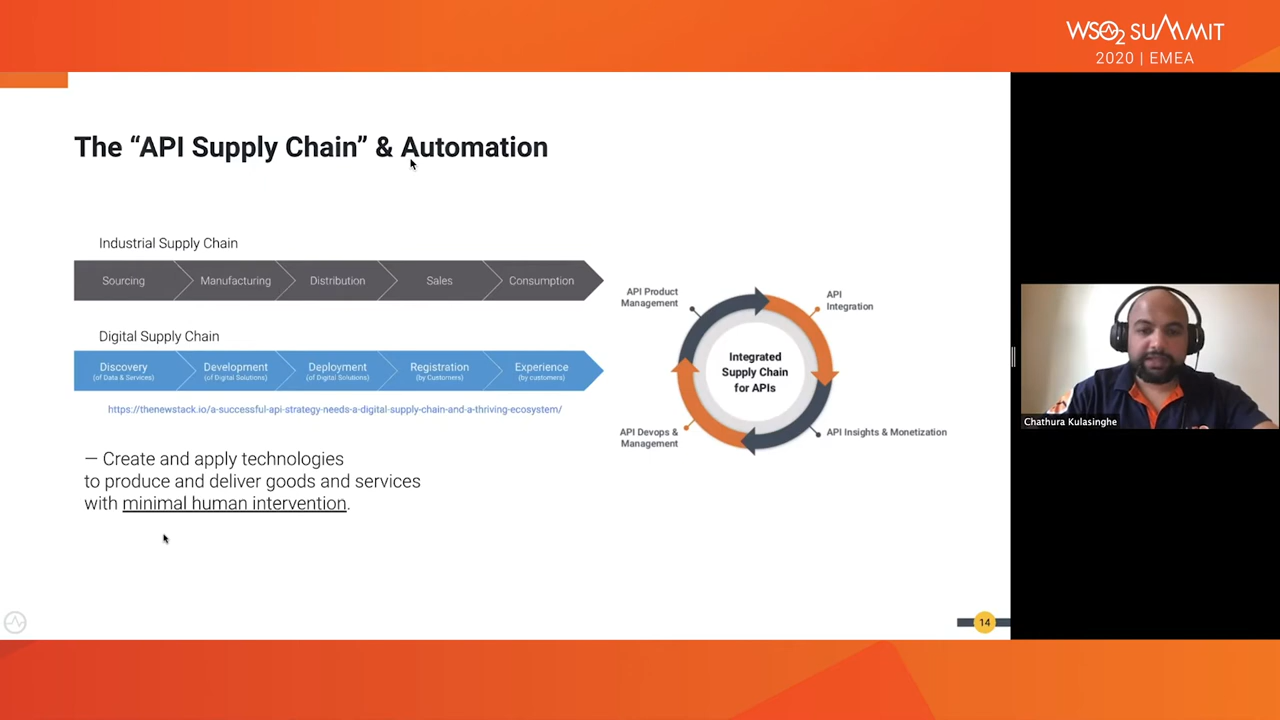 WSO2 SUMMIT
2020 | EMEA
The “API Supply Chain” & Automation
Industrial Supply Chain
Sourcing
Manufacturing
Distribution
Sales
Consumption
Digital Supply Chain
Discovery
(of Data & Services)
Development
(of Digital Solutions)
Deployment
(of Digital Solutions)
Registration
(by Customers)
Experience
(by customers)
https://thenewstack.io/a-successful-api-strategy-needs-a-digital-supply-chain-and-a-thriving-ecosystem/
— Create and apply technologies
to produce and deliver goods and services
with minimal human intervention.
API Product
Management
API
Integration
Integrated
Supply Chain
for APIs
API Devops &
Management
API Insights & Monetization
Chathura Kulasinghe
14